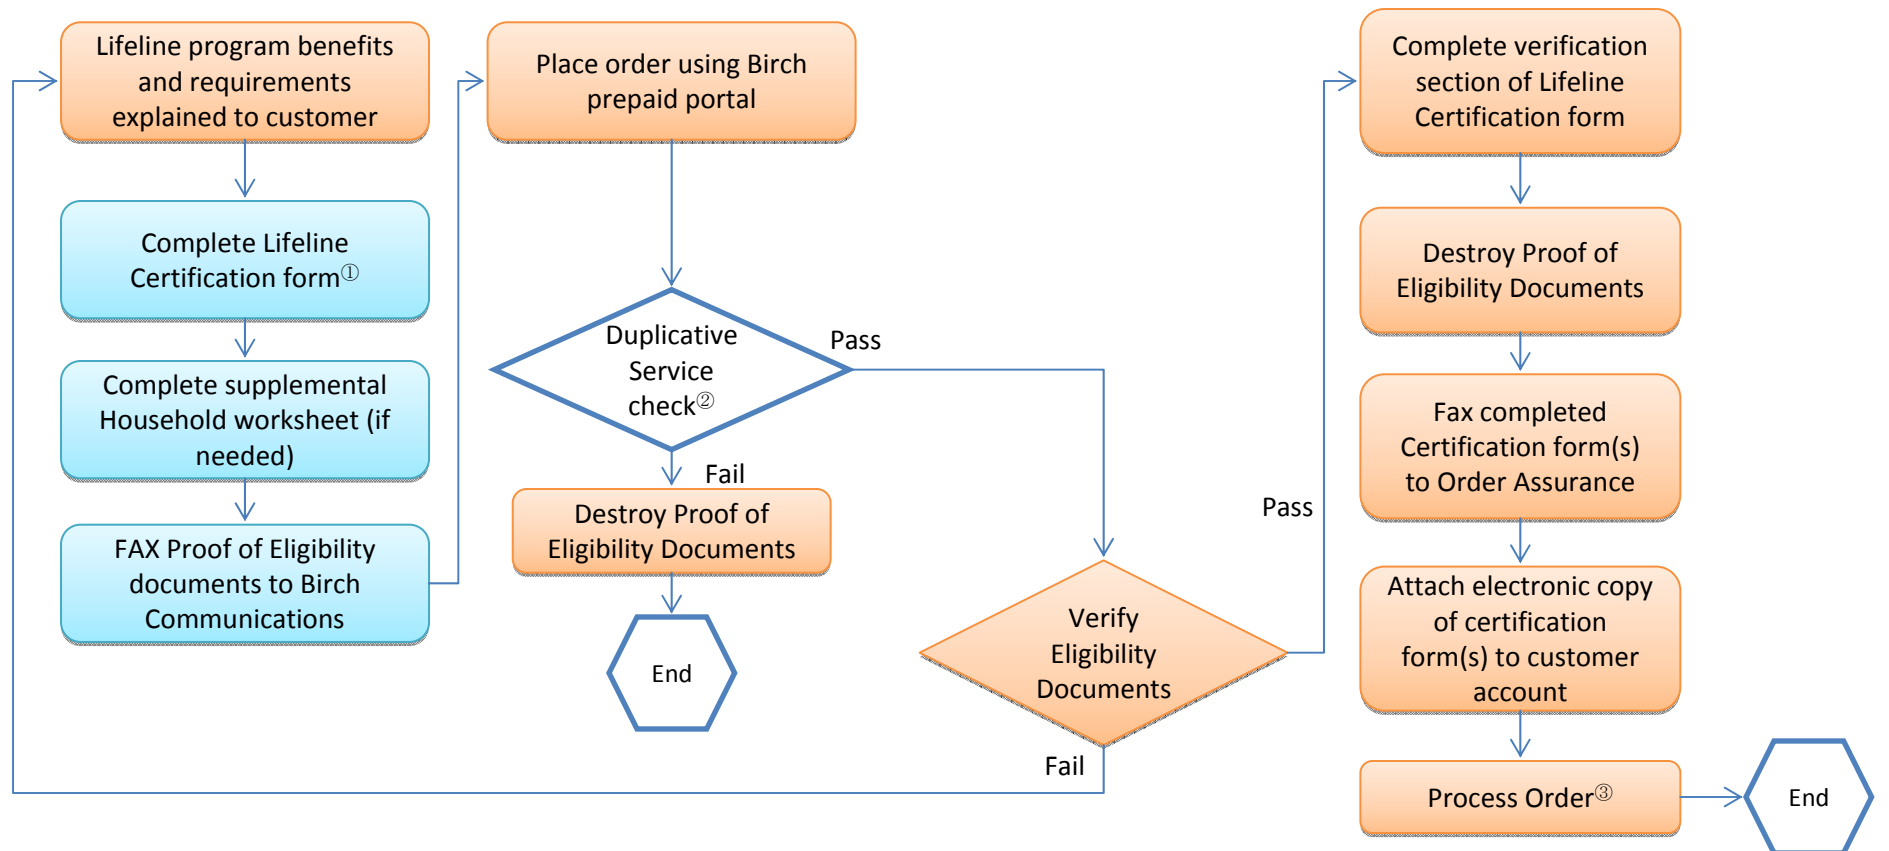 Lifeline program benefits
and requirements
explained to customer
Complete Lifeline
Certification form①
Complete supplemental
Household worksheet (if
needed)
FAX Proof of Eligibility
documents to Birch
Communications
Place order using Birch
prepaid portal
Duplicative
Service
check②
Pass
Fail
Destroy Proof of
Eligibility Documents
End
Verify
Eligibility
Documents
Fail
Pass
Complete verification
section of Lifeline
Certification form
Destroy Proof of
Eligibility Documents
Fax completed
Certification form(s)
to Order Assurance
Attach electronic copy
of certification
form(s) to customer
account
Process Order③
End